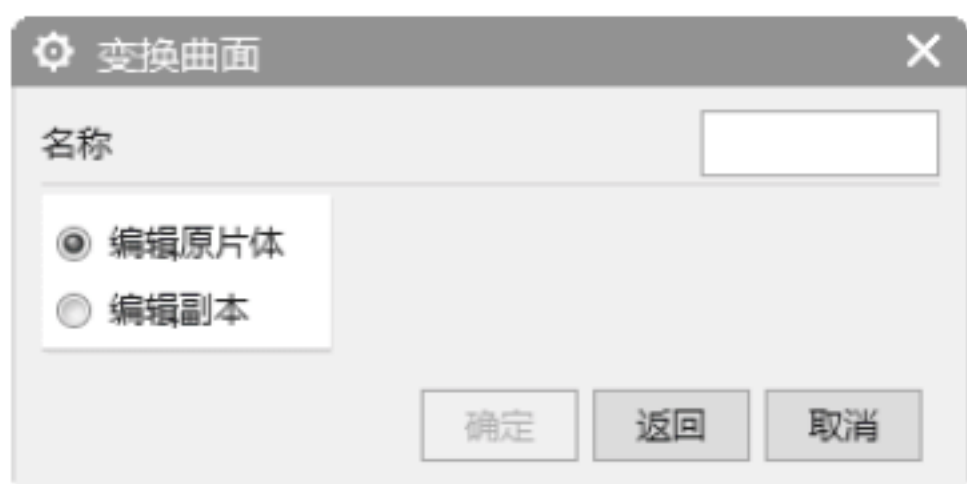 变换曲面
名称
编辑原片体
编辑副本
确定 返回 取消